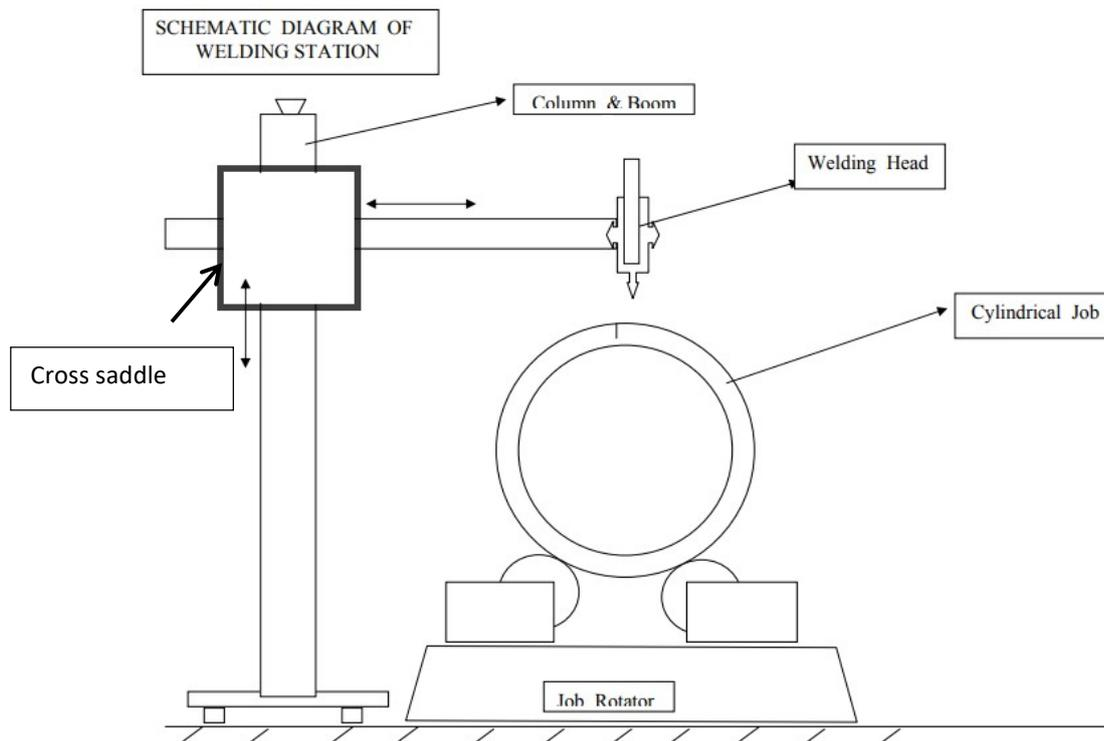 SCHEMATIC DIAGRAM OF
WELDING STATION
Column & Boom
Welding Head
Cylindrical Job
Cross saddle
Job Rotator